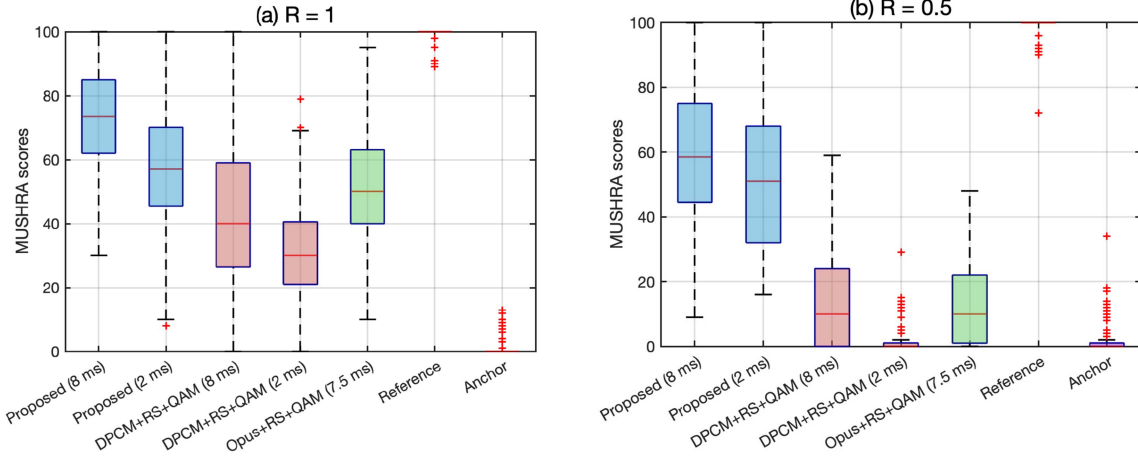 (a) R = 1
MUSHRA scores
100
80
60
40
20
0
Proposed (8 ms)
Proposed (2 ms)
DPCM+RS+QAM (8 ms)
DPCM+RS+QAM (2 ms)
Opus+RS+QAM (7.5 ms)
Reference
Anchor
(b) R = 0.5
MUSHRA scores
100
80
60
40
20
0
Proposed (8 ms)
Proposed (2 ms)
DPCM+RS+QAM (8 ms)
DPCM+RS+QAM (2 ms)
Opus+RS+QAM (7.5 ms)
Reference
Anchor